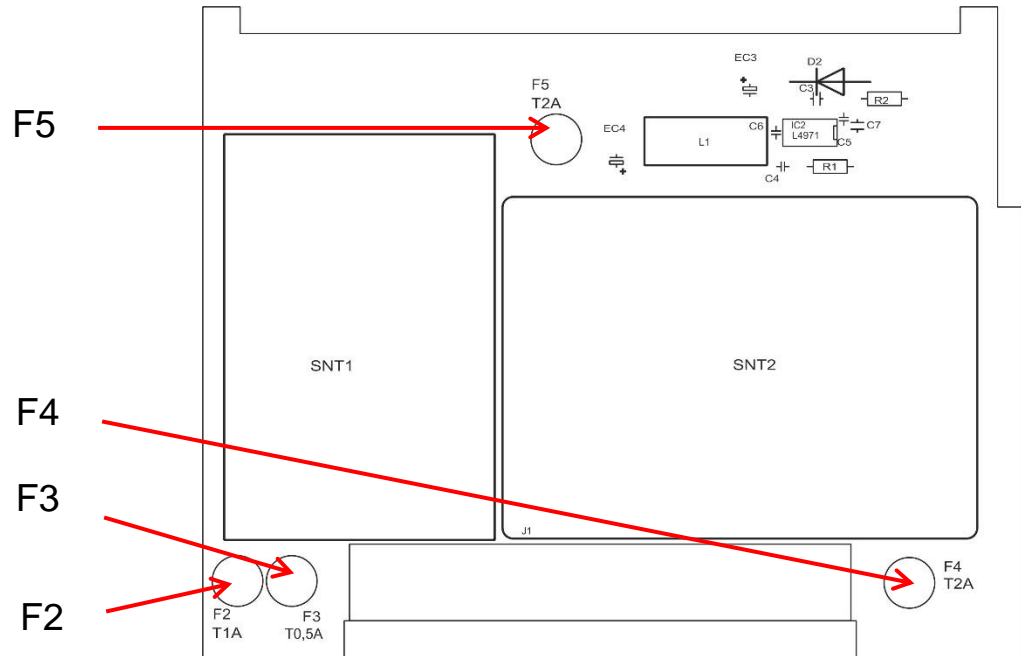 EC3
D2
F5
T2A
C3
R2
F5
EC4
L1
C6
IC2
L4971
C7
C5
C4
R1
SNT1
SNT2
F4
F3
J1
F4
T2A
F2
T1A
F3
T0,5A
F2